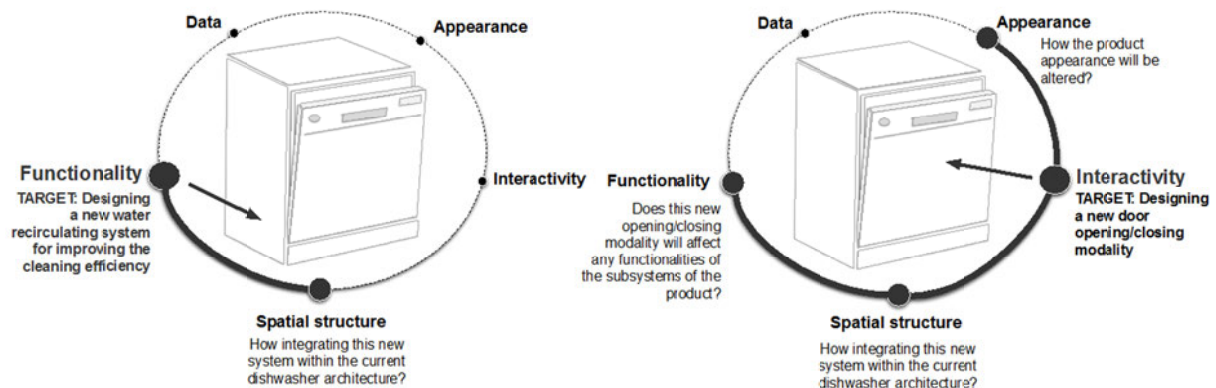 Data
Appearance
Functionality
TARGET: Designing
a new water
recirculating system
for improving the
cleaning efficiency
Interactivity
Spatial structure
How integrating this new
system within the current
dishwasher architecture?
Data
Appearance
How the product
appearance will be
altered?
Functionality
Does this new
opening/closing
modality will affect
any functionalities of
the subsystems of the
product?
Interactivity
TARGET: Designing
a new door
opening/closing
modality
Spatial structure
How integrating this new
system within the current
dishwasher architecture?